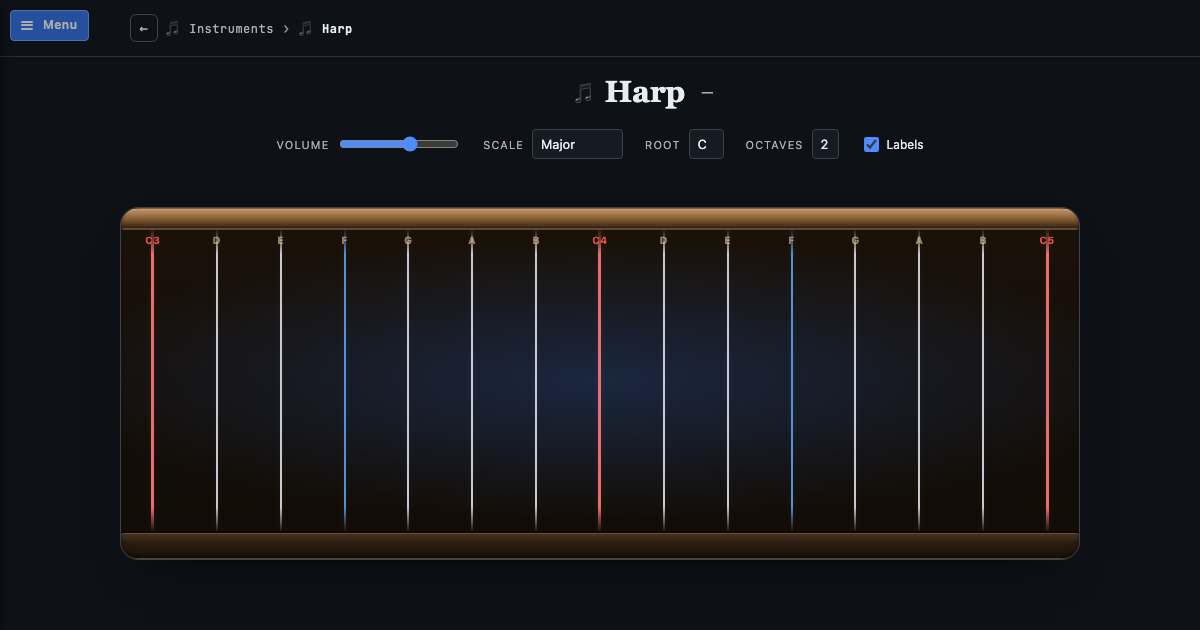 Menu
← Instruments › Harp
Harp –
VOLUME SCALE Major ROOT C OCTAVES 2 Labels
C3 D E F G A B C4 D E F G A B C5